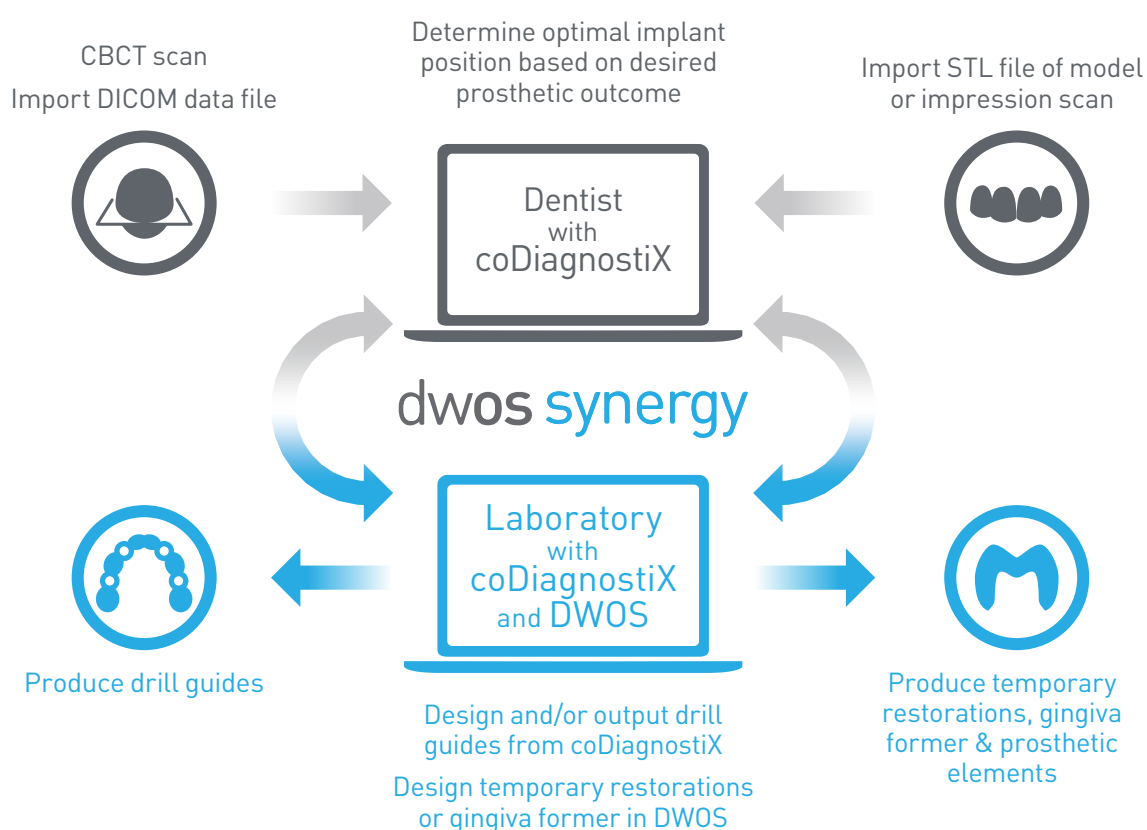 CBCT scan
Import DICOM data file
Determine optimal implant
position based on desired
prosthetic outcome
Import STL file of model
or impression scan
Dentist
with
coDiagnostiX
dwos synergy
Laboratory
with
coDiagnostiX
and DWOS
Produce drill guides
Design and/or output drill
guides from coDiagnostiX
Design temporary restorations
or gingiva former in DWOS
Produce temporary
restorations, gingiva
former & prosthetic
elements